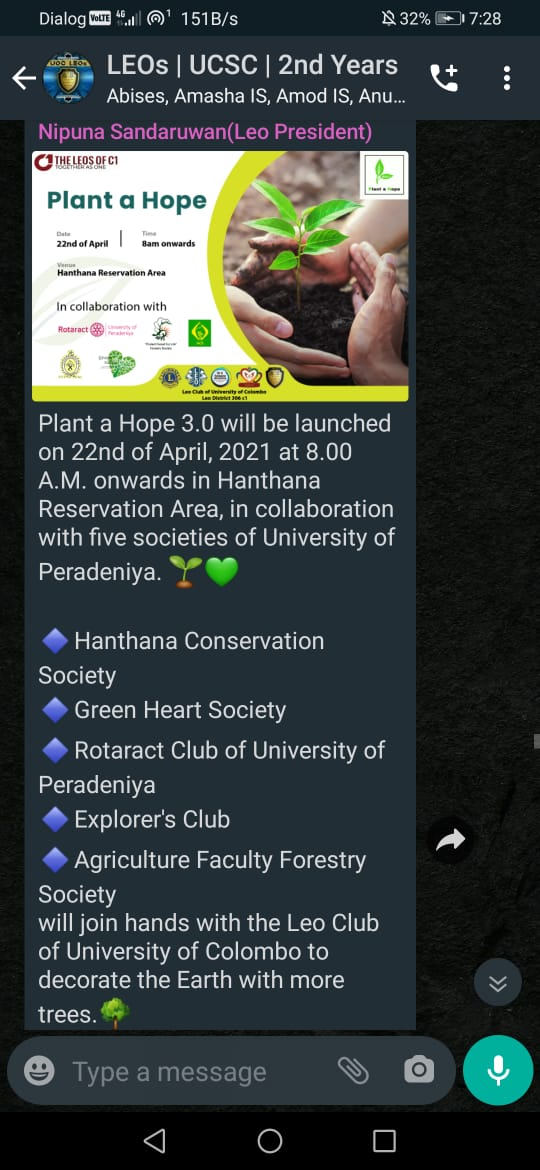 Dialog VoLTE 4G 1 151B/s 32% 7:28
LEOs | UCSC | 2nd Years
Abises, Amasha IS, Amod IS, Anu...
Nipuna Sandaruwan(Leo President)
THE LEOS OF C1
TOGETHER AS ONE
Plant a Hope
Plant a Hope
Date
22nd of April
Time
8am onwards
Venue
Hanthana Reservation Area
In collaboration with
Rotaract
University of
Peradeniya
Leo Club of University of Colombo
Leo District 306 c1
Plant a Hope 3.0 will be launched
on 22nd of April, 2021 at 8.00
A.M. onwards in Hanthana
Reservation Area, in collaboration
with five societies of University of
Peradeniya. 🌱💚
🔷 Hanthana Conservation
Society
🔷 Green Heart Society
🔷 Rotaract Club of University of
Peradeniya
🔷 Explorer's Club
🔷 Agriculture Faculty Forestry
Society
will join hands with the Leo Club
of University of Colombo to
decorate the Earth with more
trees.🌳
Type a message